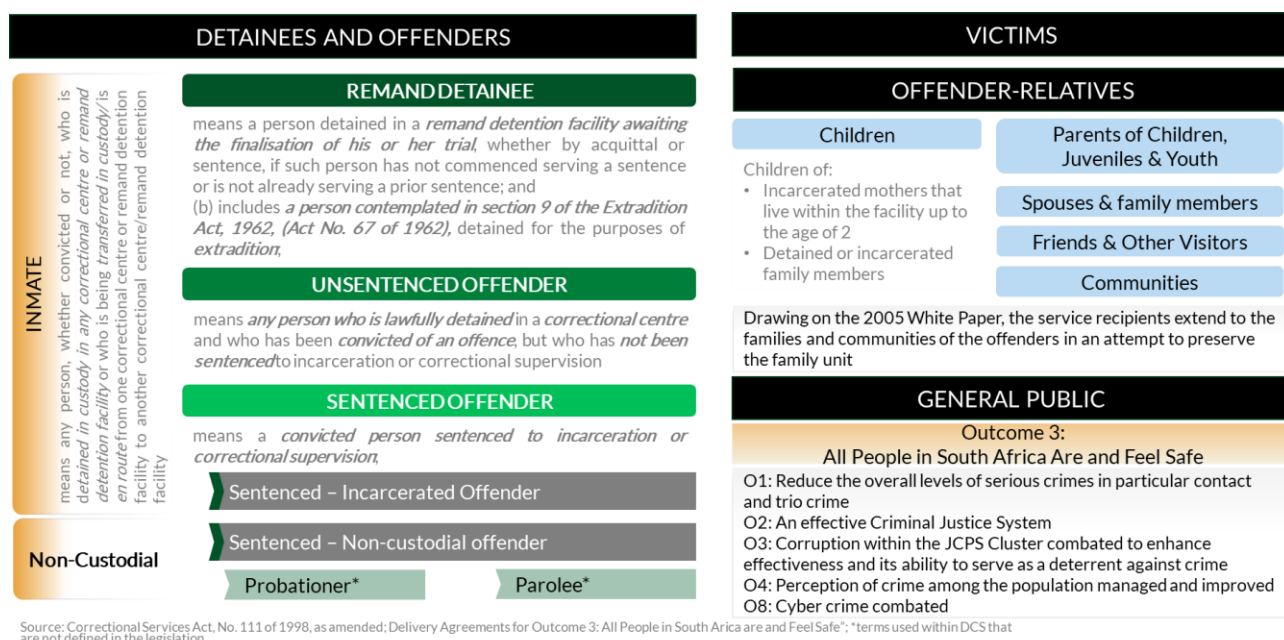 DETAINEES AND OFFENDERS
INMATE
means any person, whether convicted or not, who is
detained in custody in any correctional centre or remand
detention facility or who is being transferred in custody/ is
en route from one correctional centre or remand detention
facility to another correctional centre/remand detention
facility
Non-Custodial
REMAND DETAINEE
means a person detained in a remand detention facility awaiting
the finalisation of his or her trial, whether by acquittal or
sentence, if such person has not commenced serving a sentence
or is not already serving a prior sentence; and
(b) includes a person contemplated in section 9 of the Extradition
Act, 1962, (Act No. 67 of 1962), detained for the purposes of
extradition;
UNSENTENCED OFFENDER
means any person who is lawfully detained in a correctional centre
and who has been convicted of an offence, but who has not been
sentenced to incarceration or correctional supervision
SENTENCED OFFENDER
means a convicted person sentenced to incarceration or
correctional supervision;
Sentenced – Incarcerated Offender
Sentenced – Non-custodial offender
Probationer*
Parolee*
VICTIMS
OFFENDER-RELATIVES
Children
Children of:
• Incarcerated mothers that
live within the facility up to
the age of 2
• Detained or incarcerated
family members
Parents of Children,
Juveniles & Youth
Spouses & family members
Friends & Other Visitors
Communities
Drawing on the 2005 White Paper, the service recipients extend to the
families and communities of the offenders in an attempt to preserve
the family unit
GENERAL PUBLIC
Outcome 3:
All People in South Africa Are and Feel Safe
O1: Reduce the overall levels of serious crimes in particular contact
and trio crime
O2: An effective Criminal Justice System
O3: Corruption within the JCPS Cluster combated to enhance
effectiveness and its ability to serve as a deterrent against crime
O4: Perception of crime among the population managed and improved
O8: Cyber crime combated
Source: Correctional Services Act, No. 111 of 1998, as amended; Delivery Agreements for Outcome 3: All People in South Arica are and Feel Safe"; *terms used within DCS that
are not defined in the legislation